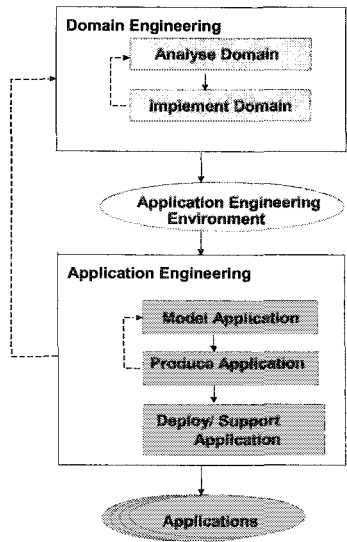 Domain Engineering
Analyse Domain
Implement Domain
Application Engineering
Environment
Application Engineering
Model Application
Produce Application
Deploy/ Support
Application
Applications